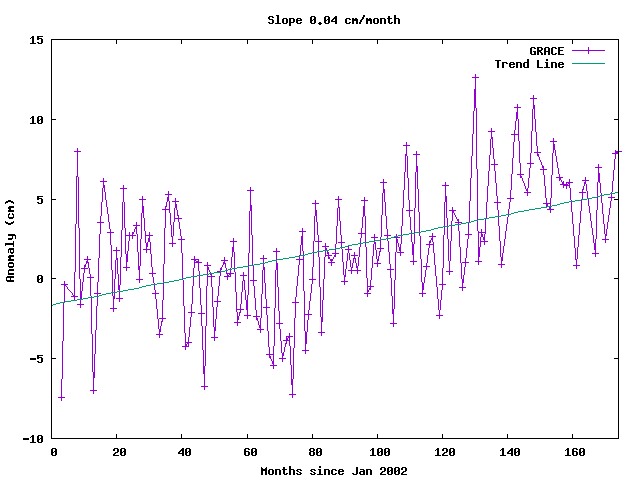 Slope 0.04 cm/month
15
GRACE
Trend Line
10
5
0
-5
-10
Anomaly (cm)
0 20 40 60 80 100 120 140 160
Months since Jan 2002